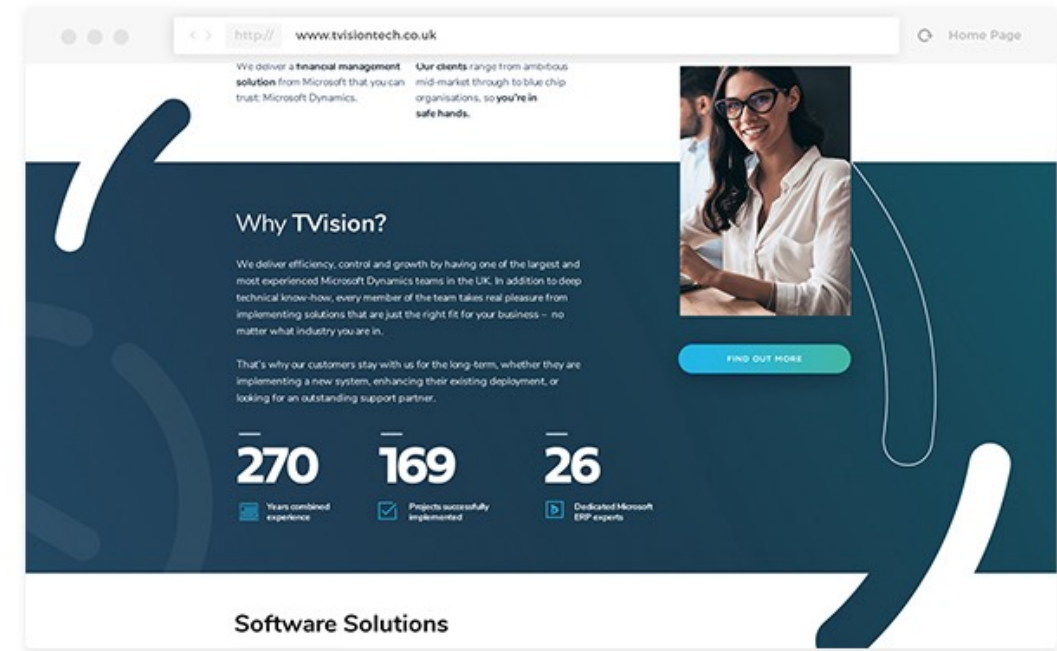 http://
www.tvisiontech.co.uk
Home Page
We deliver a financial management
solution from Microsoft that you can
trust: Microsoft Dynamics.
Our clients range from ambitious
mid-market through to blue chip
organisations, so you're in
safe hands.
Why TVision?
We deliver efficiency, control and growth by having one of the largest and
most experienced Microsoft Dynamics teams in the UK. In addition to deep
technical know-how, every member of the team takes real pleasure from
implementing solutions that are just the right fit for your business – no
matter what industry you are in.
That's why our customers stay with us for the long-term, whether they are
implementing a new system, enhancing their existing deployment, or
looking for an outstanding support partner.
FIND OUT MORE
270
Years combined
experience
169
Projects successfully
implemented
26
Dedicated Microsoft
ERP experts
Software Solutions